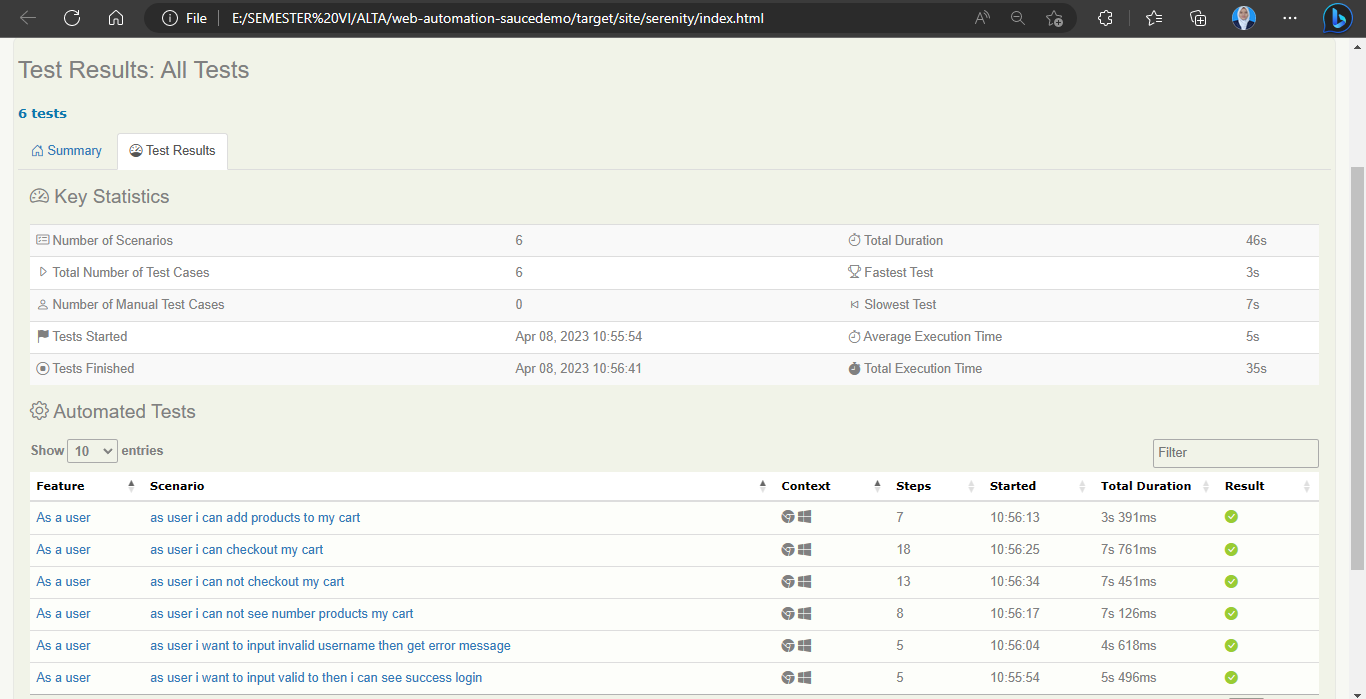 File E:/SEMESTER%20VI/ALTA/web-automation-saucedemo/target/site/serenity/index.html
Test Results: All Tests
6 tests
Summary Test Results
Key Statistics
Number of Scenarios 6 Total Duration 46s
Total Number of Test Cases 6 Fastest Test 3s
Number of Manual Test Cases 0 Slowest Test 7s
Tests Started Apr 08, 2023 10:55:54 Average Execution Time 5s
Tests Finished Apr 08, 2023 10:56:41 Total Execution Time 35s
Automated Tests
Show 10 entries Filter
Feature Scenario Context Steps Started Total Duration Result
As a user as user i can add products to my cart 7 10:56:13 3s 391ms
As a user as user i can checkout my cart 18 10:56:25 7s 761ms
As a user as user i can not checkout my cart 13 10:56:34 7s 451ms
As a user as user i can not see number products my cart 8 10:56:17 7s 126ms
As a user as user i want to input invalid username then get error message 5 10:56:04 4s 618ms
As a user as user i want to input valid to then i can see success login 5 10:55:54 5s 496ms